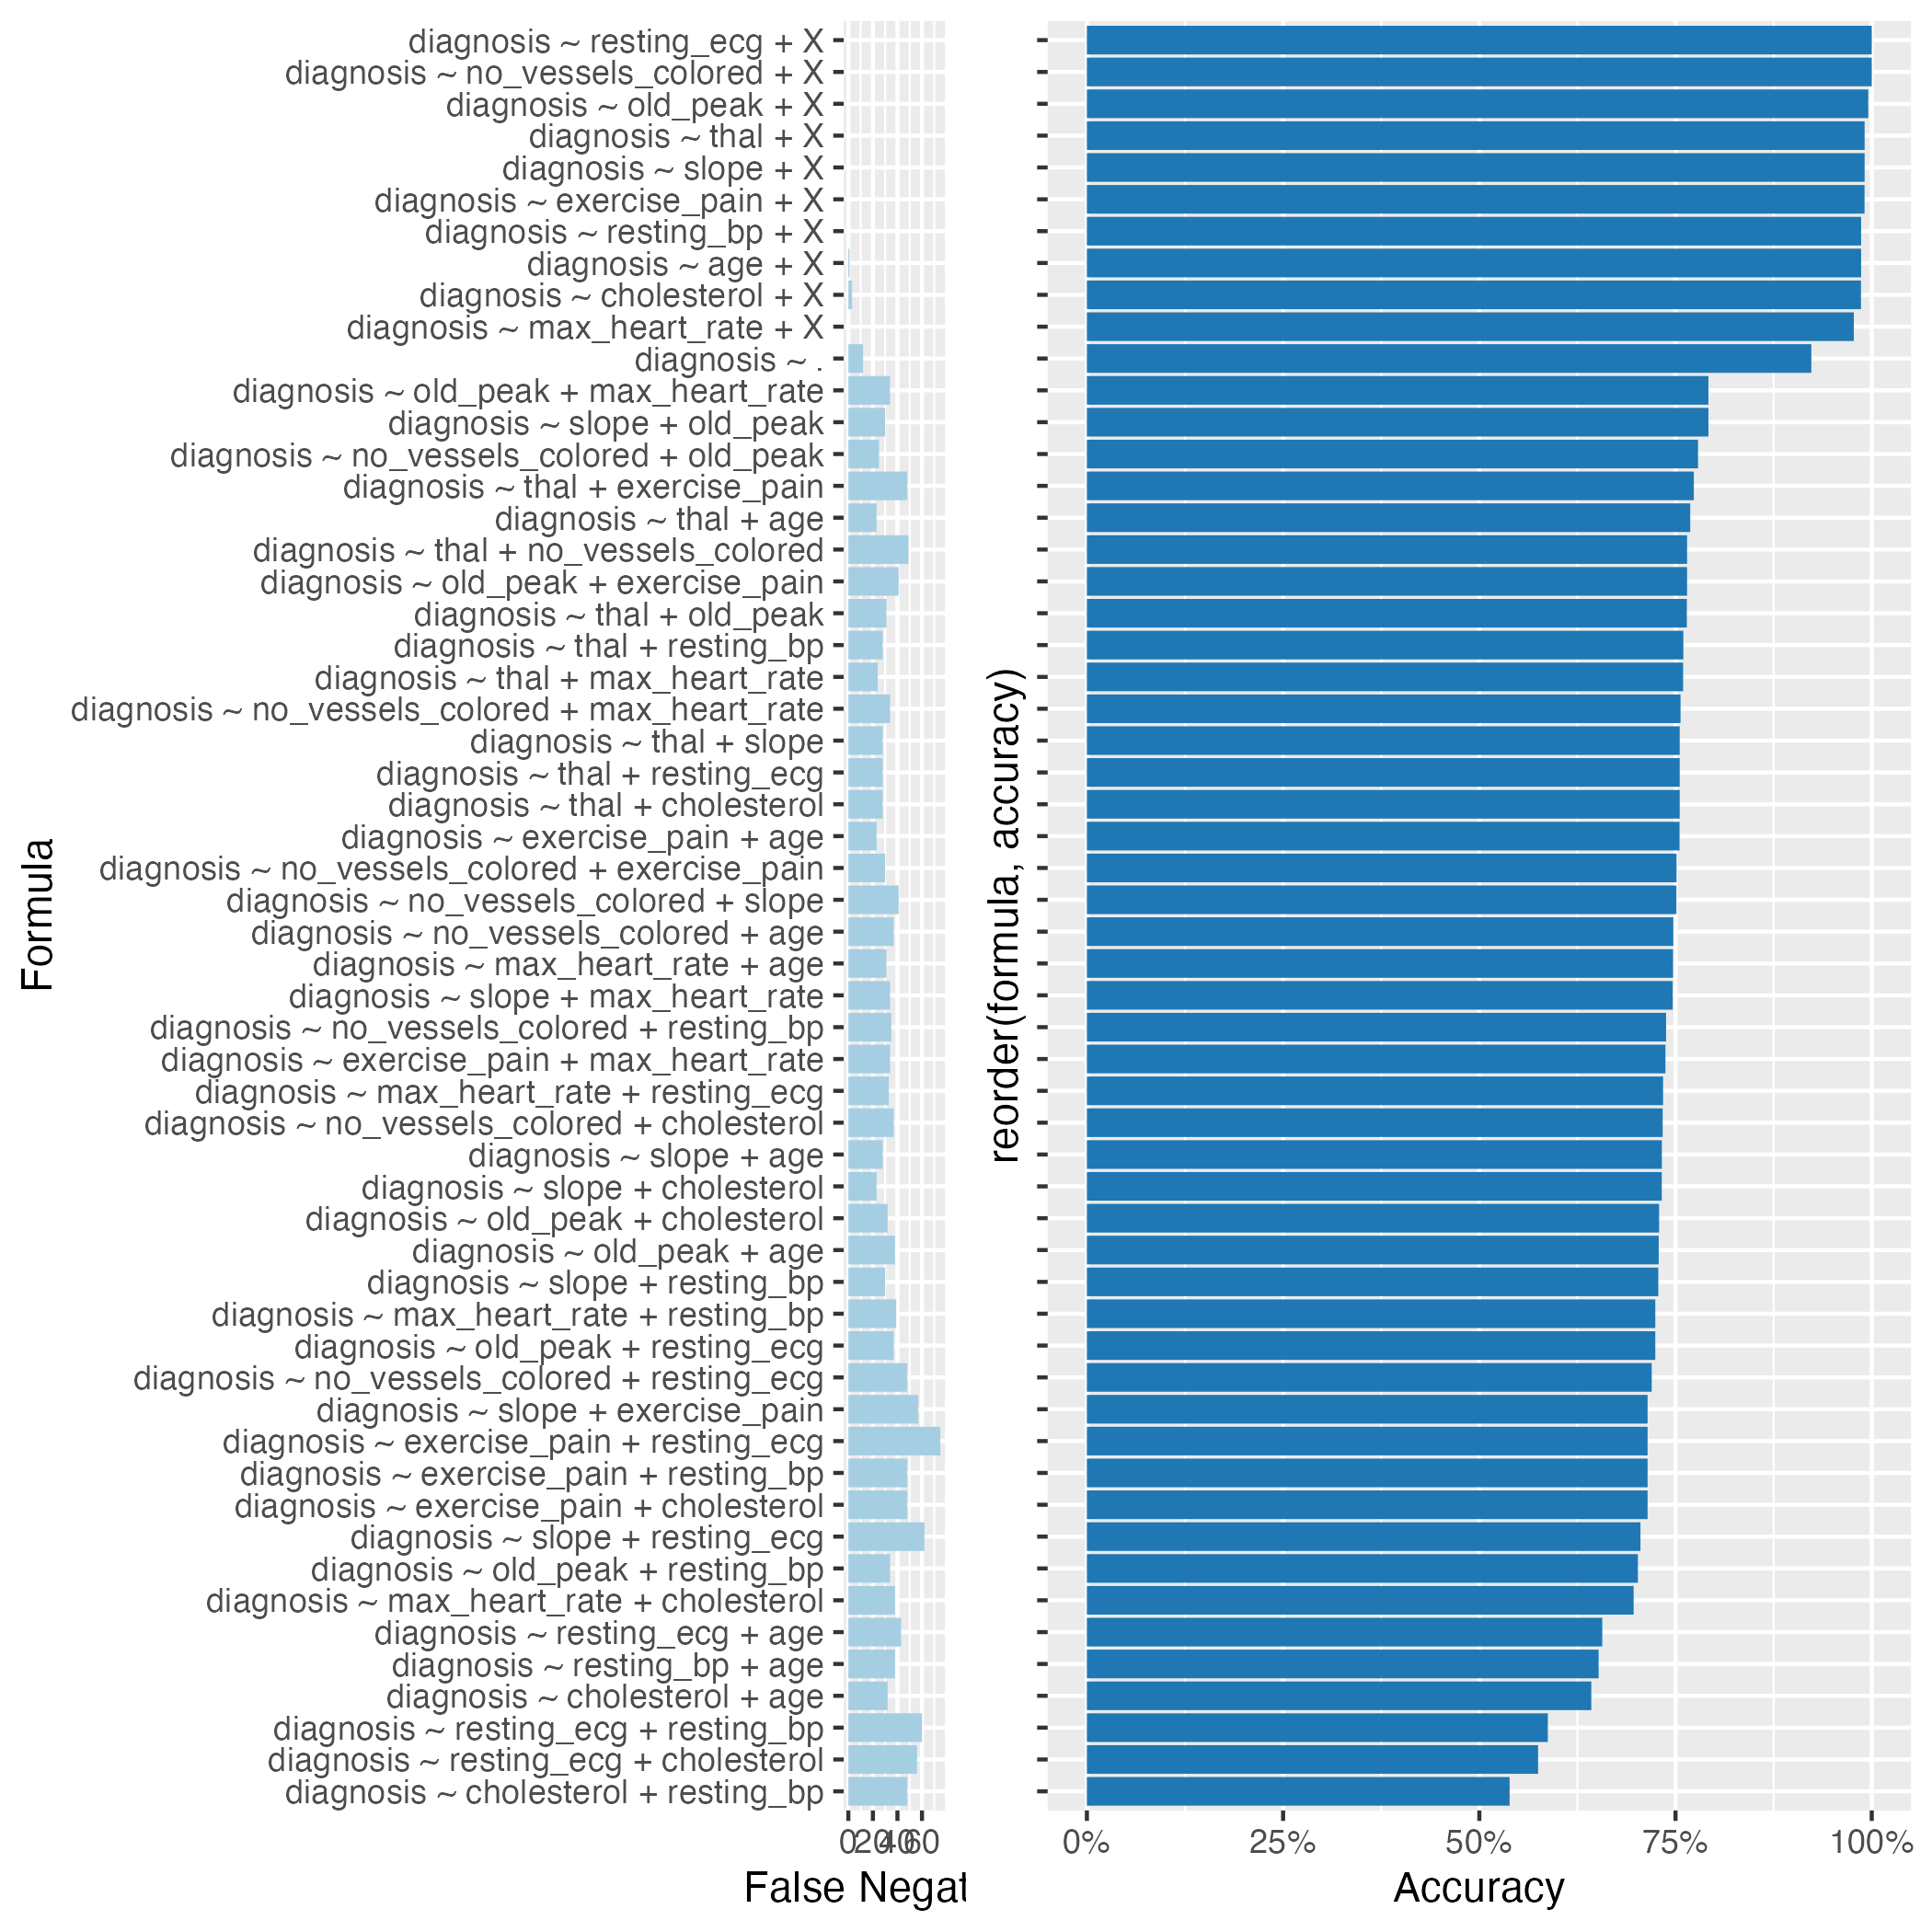 diagnosis ~ resting_ecg + X
diagnosis ~ no_vessels_colored + X
diagnosis ~ old_peak + X
diagnosis ~ thal + X
diagnosis ~ slope + X
diagnosis ~ exercise_pain + X
diagnosis ~ resting_bp + X
diagnosis ~ age + X
diagnosis ~ cholesterol + X
diagnosis ~ max_heart_rate + X
diagnosis ~ .
diagnosis ~ old_peak + max_heart_rate
diagnosis ~ slope + old_peak
diagnosis ~ no_vessels_colored + old_peak
diagnosis ~ thal + exercise_pain
diagnosis ~ thal + age
diagnosis ~ thal + no_vessels_colored
diagnosis ~ old_peak + exercise_pain
diagnosis ~ thal + old_peak
diagnosis ~ thal + resting_bp
diagnosis ~ thal + max_heart_rate
diagnosis ~ no_vessels_colored + max_heart_rate
diagnosis ~ thal + slope
diagnosis ~ thal + resting_ecg
diagnosis ~ thal + cholesterol
diagnosis ~ exercise_pain + age
diagnosis ~ no_vessels_colored + exercise_pain
diagnosis ~ no_vessels_colored + slope
diagnosis ~ no_vessels_colored + age
diagnosis ~ max_heart_rate + age
diagnosis ~ slope + max_heart_rate
diagnosis ~ no_vessels_colored + resting_bp
diagnosis ~ exercise_pain + max_heart_rate
diagnosis ~ max_heart_rate + resting_ecg
diagnosis ~ no_vessels_colored + cholesterol
diagnosis ~ slope + age
diagnosis ~ slope + cholesterol
diagnosis ~ old_peak + cholesterol
diagnosis ~ old_peak + age
diagnosis ~ slope + resting_bp
diagnosis ~ max_heart_rate + resting_bp
diagnosis ~ old_peak + resting_ecg
diagnosis ~ no_vessels_colored + resting_ecg
diagnosis ~ slope + exercise_pain
diagnosis ~ exercise_pain + resting_ecg
diagnosis ~ exercise_pain + resting_bp
diagnosis ~ exercise_pain + cholesterol
diagnosis ~ slope + resting_ecg
diagnosis ~ old_peak + resting_bp
diagnosis ~ max_heart_rate + cholesterol
diagnosis ~ resting_ecg + age
diagnosis ~ resting_bp + age
diagnosis ~ cholesterol + age
diagnosis ~ resting_ecg + resting_bp
diagnosis ~ resting_ecg + cholesterol
diagnosis ~ cholesterol + resting_bp
Formula
0 20 40 60
False Negat
reorder(formula, accuracy)
0% 25% 50% 75% 100%
Accuracy